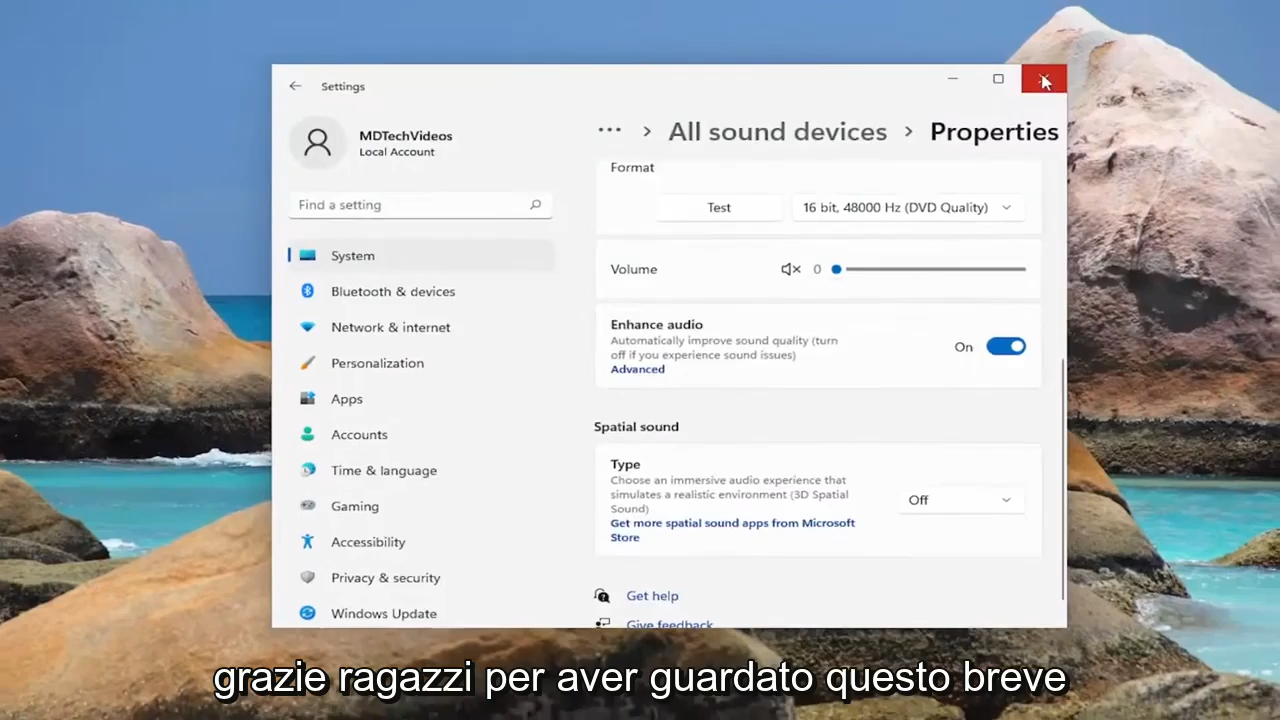 Settings
MDTechVideos
Local Account
Find a setting
System
Bluetooth & devices
Network & internet
Personalization
Apps
Accounts
Time & language
Gaming
Accessibility
Privacy & security
Windows Update
··· > All sound devices > Properties
Format
Test
16 bit, 48000 Hz (DVD Quality)
Volume
0
Enhance audio
Automatically improve sound quality (turn
off if you experience sound issues)
Advanced
On
Spatial sound
Type
Choose an immersive audio experience that
simulates a realistic environment (3D Spatial
Sound)
Get more spatial sound apps from Microsoft
Store
Off
Get help
Give feedback
grazie ragazzi per aver guardato questo breve